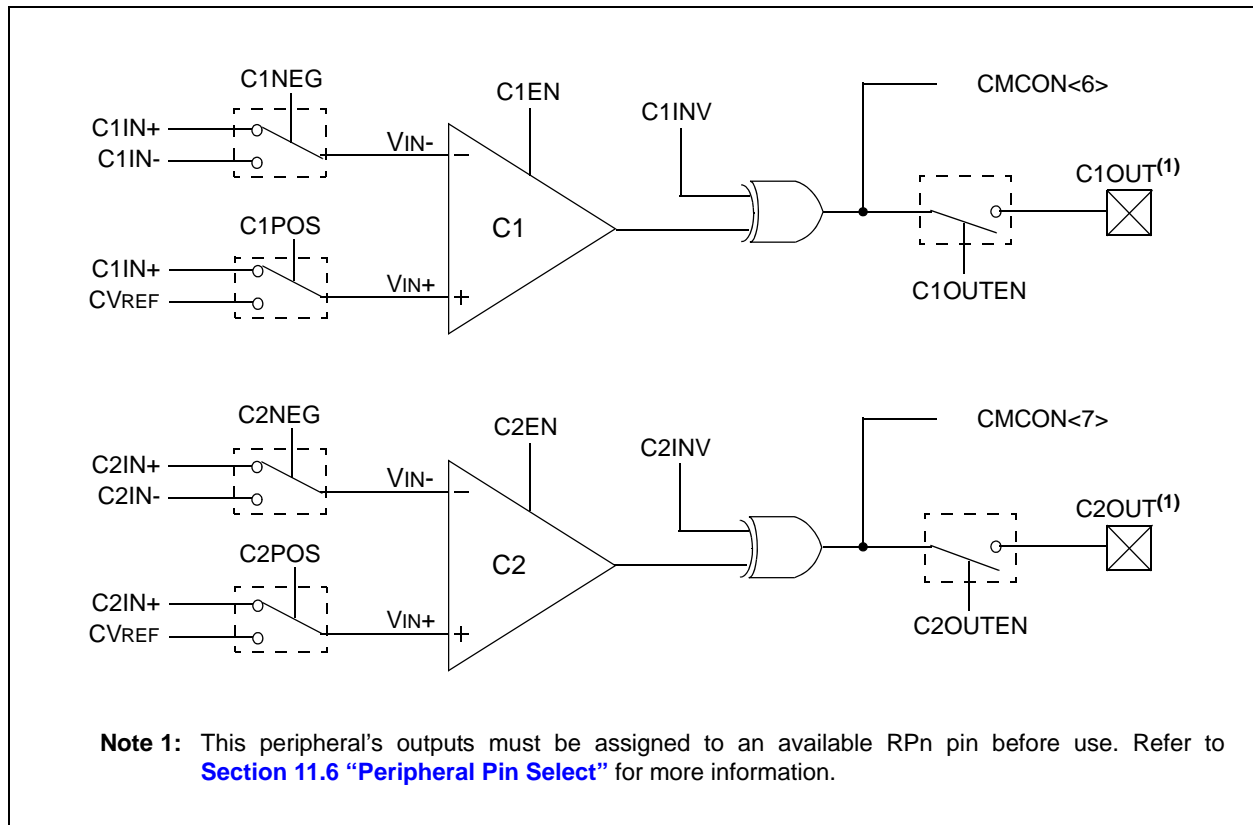 C1NEG
C1EN
CMCON<6>
C1INV
C1IN+
C1IN-
VIN-
−
C1OUT(1)
C1
C1POS
C1IN+
CVREF
VIN+
+
C1OUTEN
C2NEG
C2EN
CMCON<7>
C2INV
C2IN+
C2IN-
VIN-
−
C2OUT(1)
C2
C2POS
C2IN+
CVREF
VIN+
+
C2OUTEN
Note 1: This peripheral's outputs must be assigned to an available RPn pin before use. Refer to
Section 11.6 “Peripheral Pin Select” for more information.